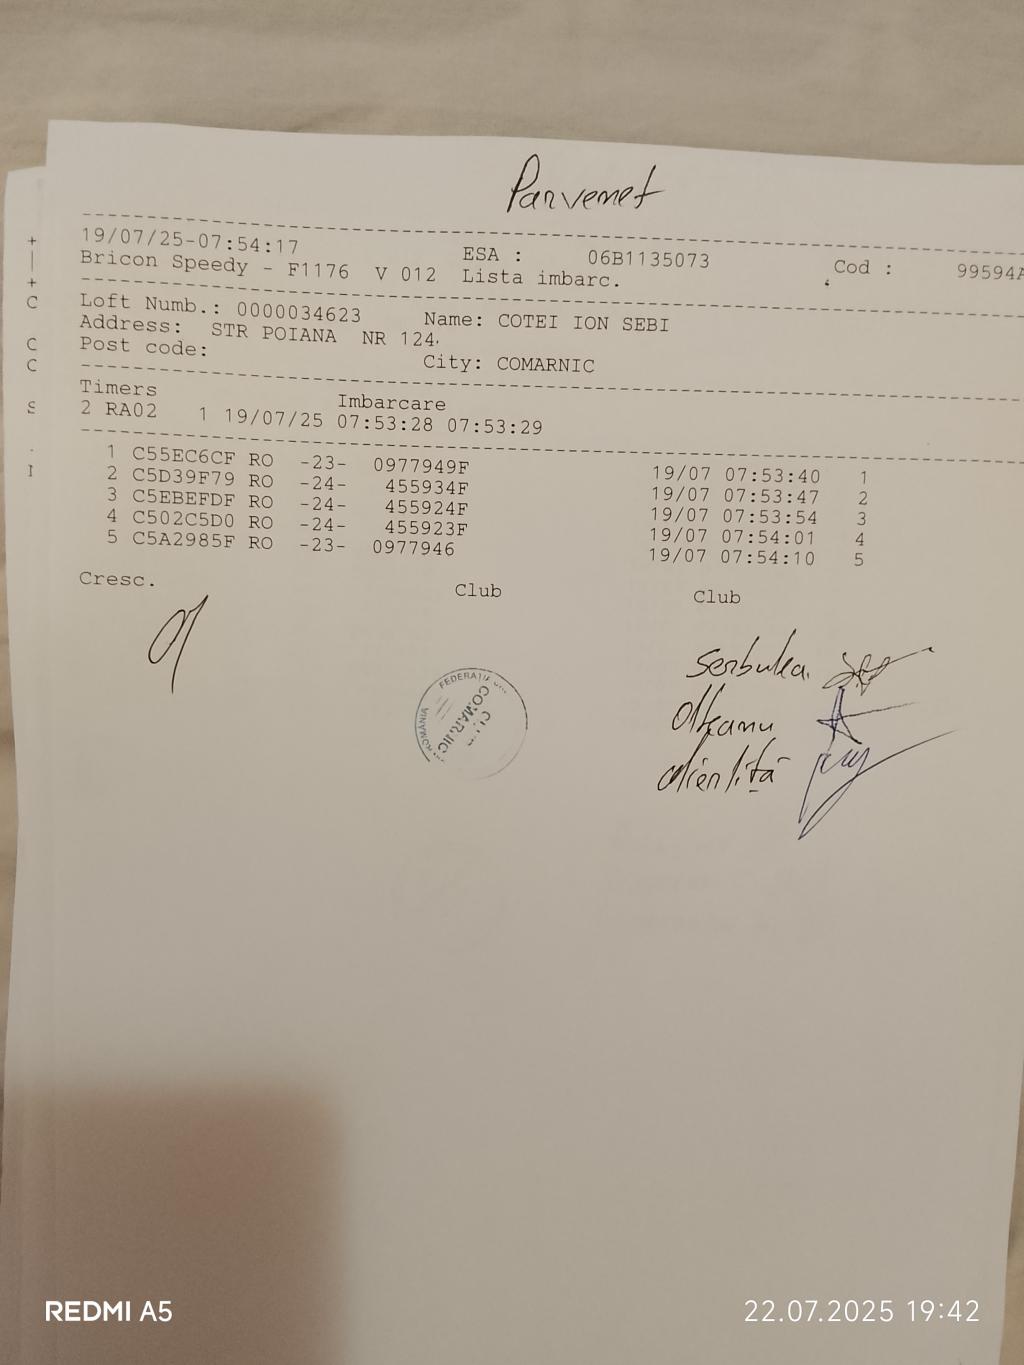 Parvenet
19/07/25-07:54:17 ESA : 06B1135073 Cod : 99594A
Bricon Speedy - F1176 V 012 Lista imbarc.
Loft Numb.: 0000034623 Name: COTEI ION SEBI
Address: STR POIANA NR 124
Post code: City: COMARNIC
Timers Imbarcare
2 RA02 1 19/07/25 07:53:28 07:53:29
1 C55EC6CF RO -23- 0977949F 19/07 07:53:40 1
2 C5D39F79 RO -24- 455934F 19/07 07:53:47 2
3 C5EBEFDF RO -24- 455924F 19/07 07:53:54 3
4 C502C5D0 RO -24- 455923F 19/07 07:54:01 4
5 C5A2985F RO -23- 0977946 19/07 07:54:10 5
Cresc. Club Club
Serbulea
Olteanu
ROMÂNIA
COMARNIC
REDMI A5 22.07.2025 19:42